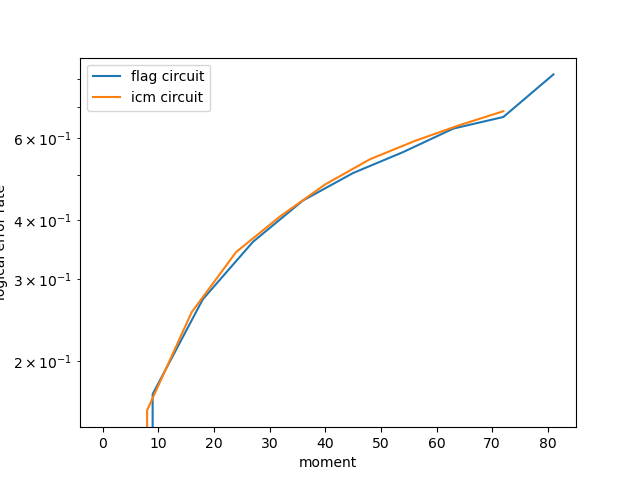 flag circuit
icm circuit
6 × 10⁻¹
4 × 10⁻¹
3 × 10⁻¹
2 × 10⁻¹
logical error rate
0 10 20 30 40 50 60 70 80
moment